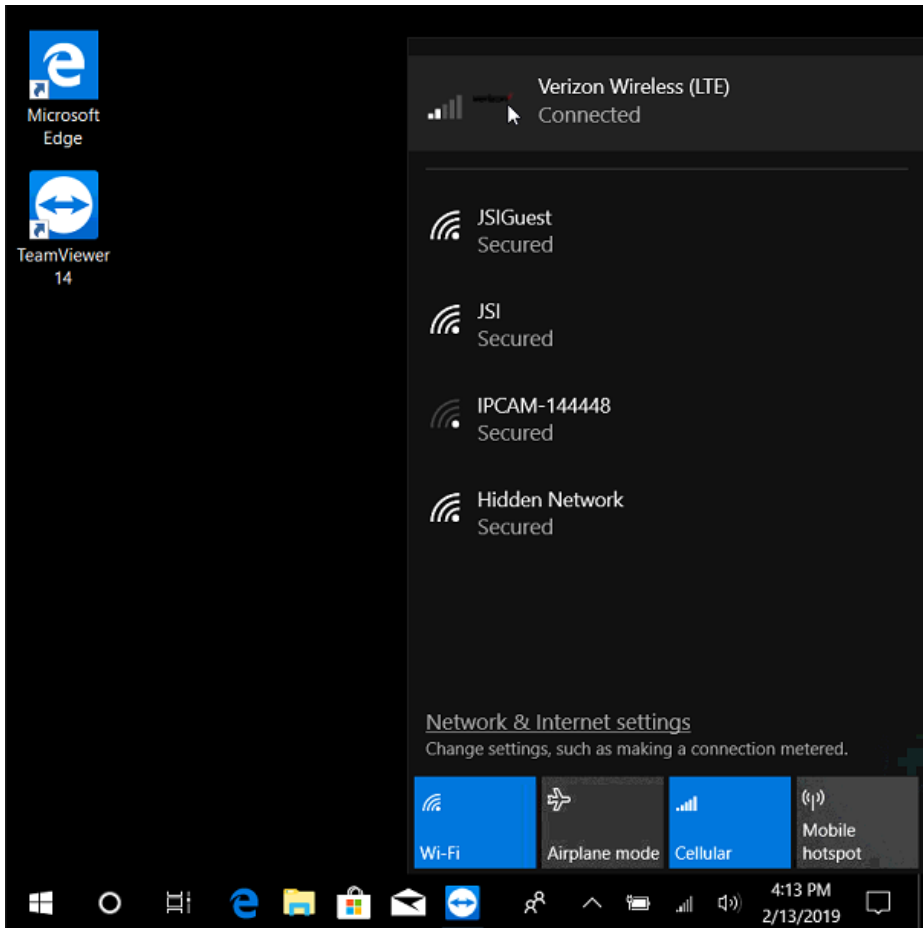 Microsoft
Edge
TeamViewer
14
verizon
Verizon Wireless (LTE)
Connected
JSIGuest
Secured
JSI
Secured
IPCAM-144448
Secured
Hidden Network
Secured
Network & Internet settings
Change settings, such as making a connection metered.
Wi-Fi
Airplane mode
Cellular
Mobile
hotspot
4:13 PM
2/13/2019